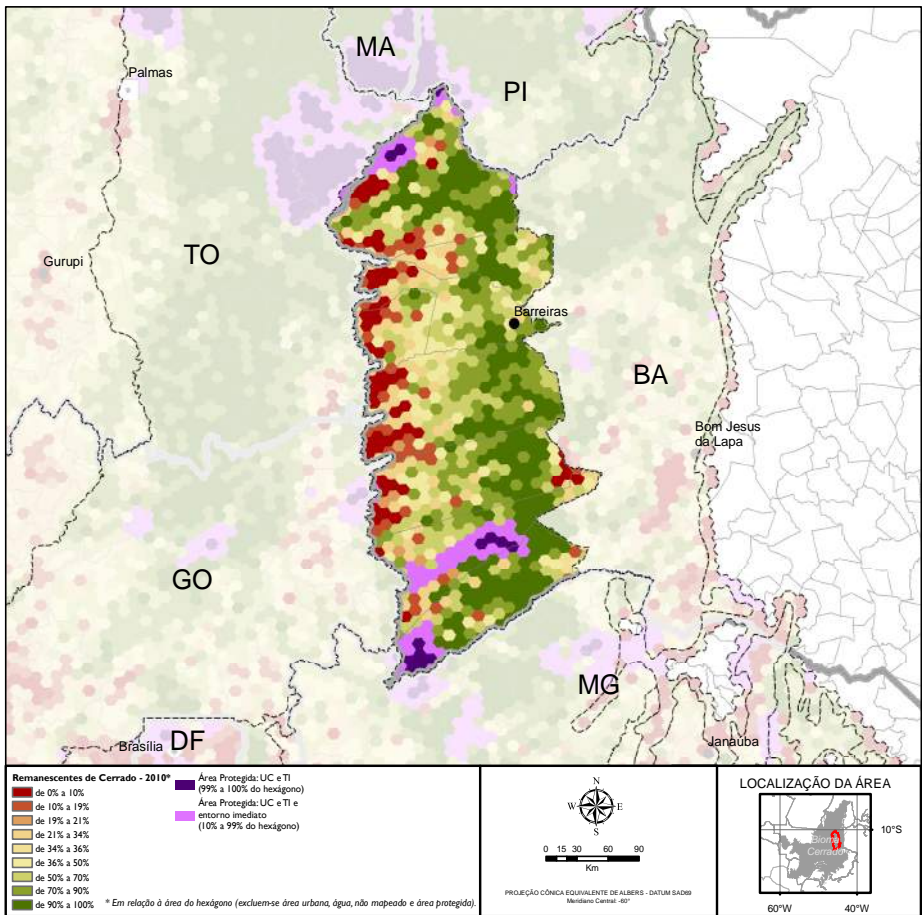 MA
Palmas
PI
TO
Gurupi
Barreiras
BA
Bom Jesus
da Lapa
GO
MG
Brasília
DF
Janaúba
Remanescentes de Cerrado - 2010*
de 0% a 10%
de 10% a 19%
de 19% a 21%
de 21% a 34%
de 34% a 36%
de 36% a 50%
de 50% a 70%
de 70% a 90%
de 90% a 100%
Área Protegida: UC e TI
(99% a 100% do hexágono)
Área Protegida: UC e TI e
entorno imediato
(10% a 99% do hexágono)
* Em relação à área do hexágono (excluem-se área urbana, água, não mapeado e área protegida).
N
W E
S
0 15 30 60 90
Km
PROJEÇÃO CÔNICA EQUIVALENTE DE ALBERS - DATUM SAD69
Meridiano Central: -60°
LOCALIZAÇÃO DA ÁREA
10°S
Bioma
Cerrado
60°W 40°W